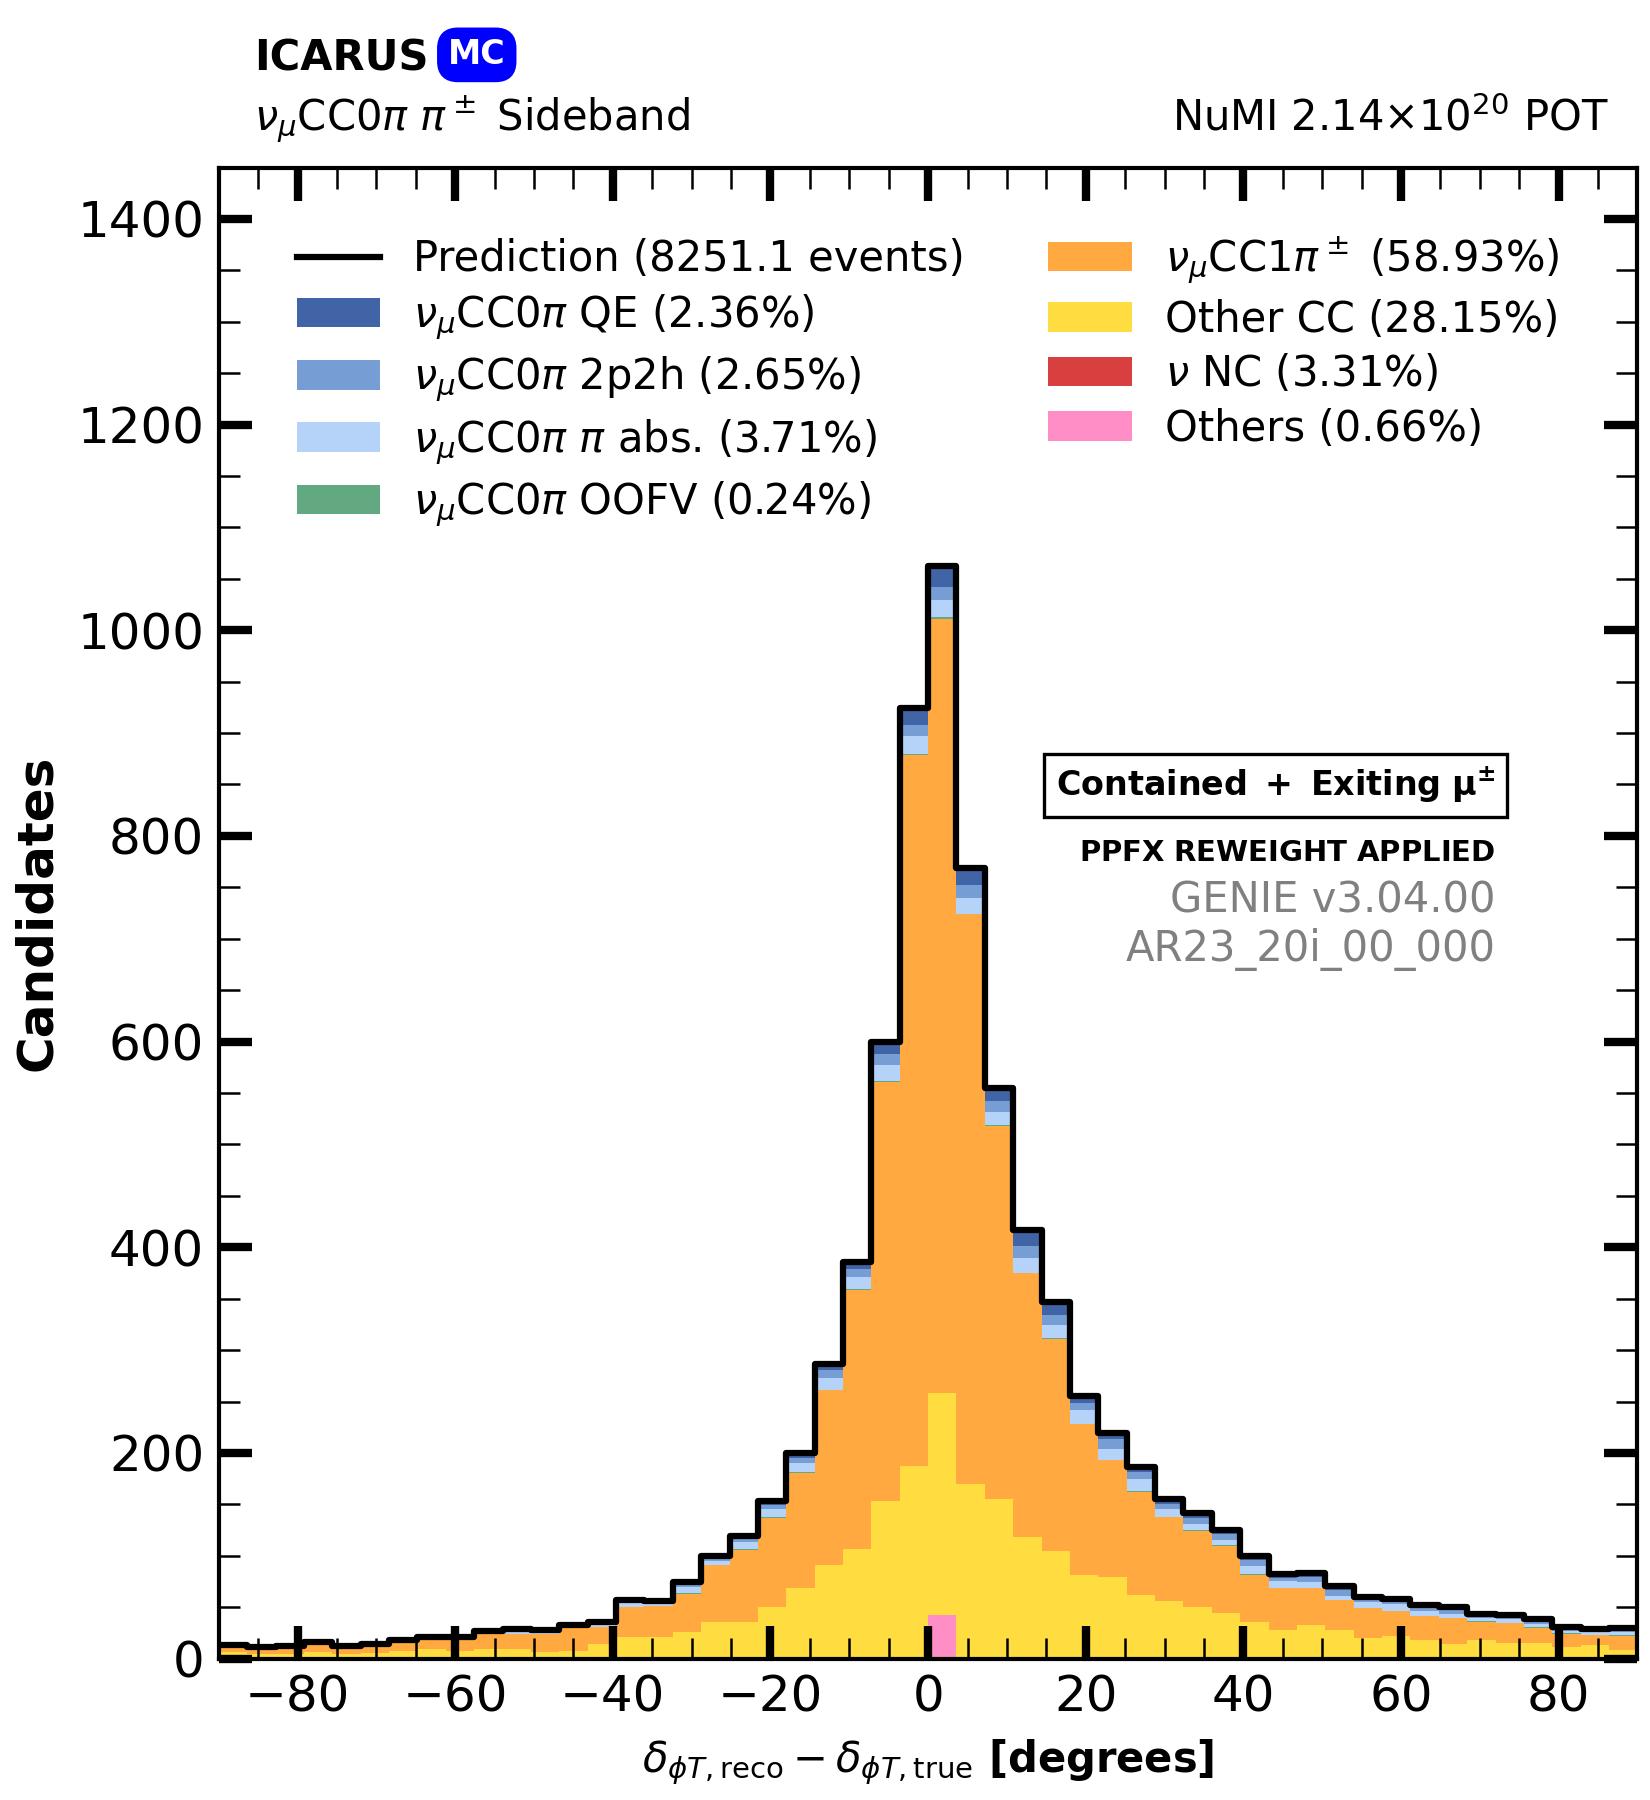 ICARUS MC
νμCC0π π± Sideband
NuMI 2.14×10²⁰ POT
1400
1200
1000
800
600
400
200
0
Candidates
Prediction (8251.1 events)
νμCC0π QE (2.36%)
νμCC0π 2p2h (2.65%)
νμCC0π π abs. (3.71%)
νμCC0π OOFV (0.24%)
νμCC1π± (58.93%)
Other CC (28.15%)
ν NC (3.31%)
Others (0.66%)
Contained + Exiting μ±
PPFX REWEIGHT APPLIED
GENIE v3.04.00
AR23_20i_00_000
−80 −60 −40 −20 0 20 40 60 80
δϕT, reco − δϕT, true [degrees]